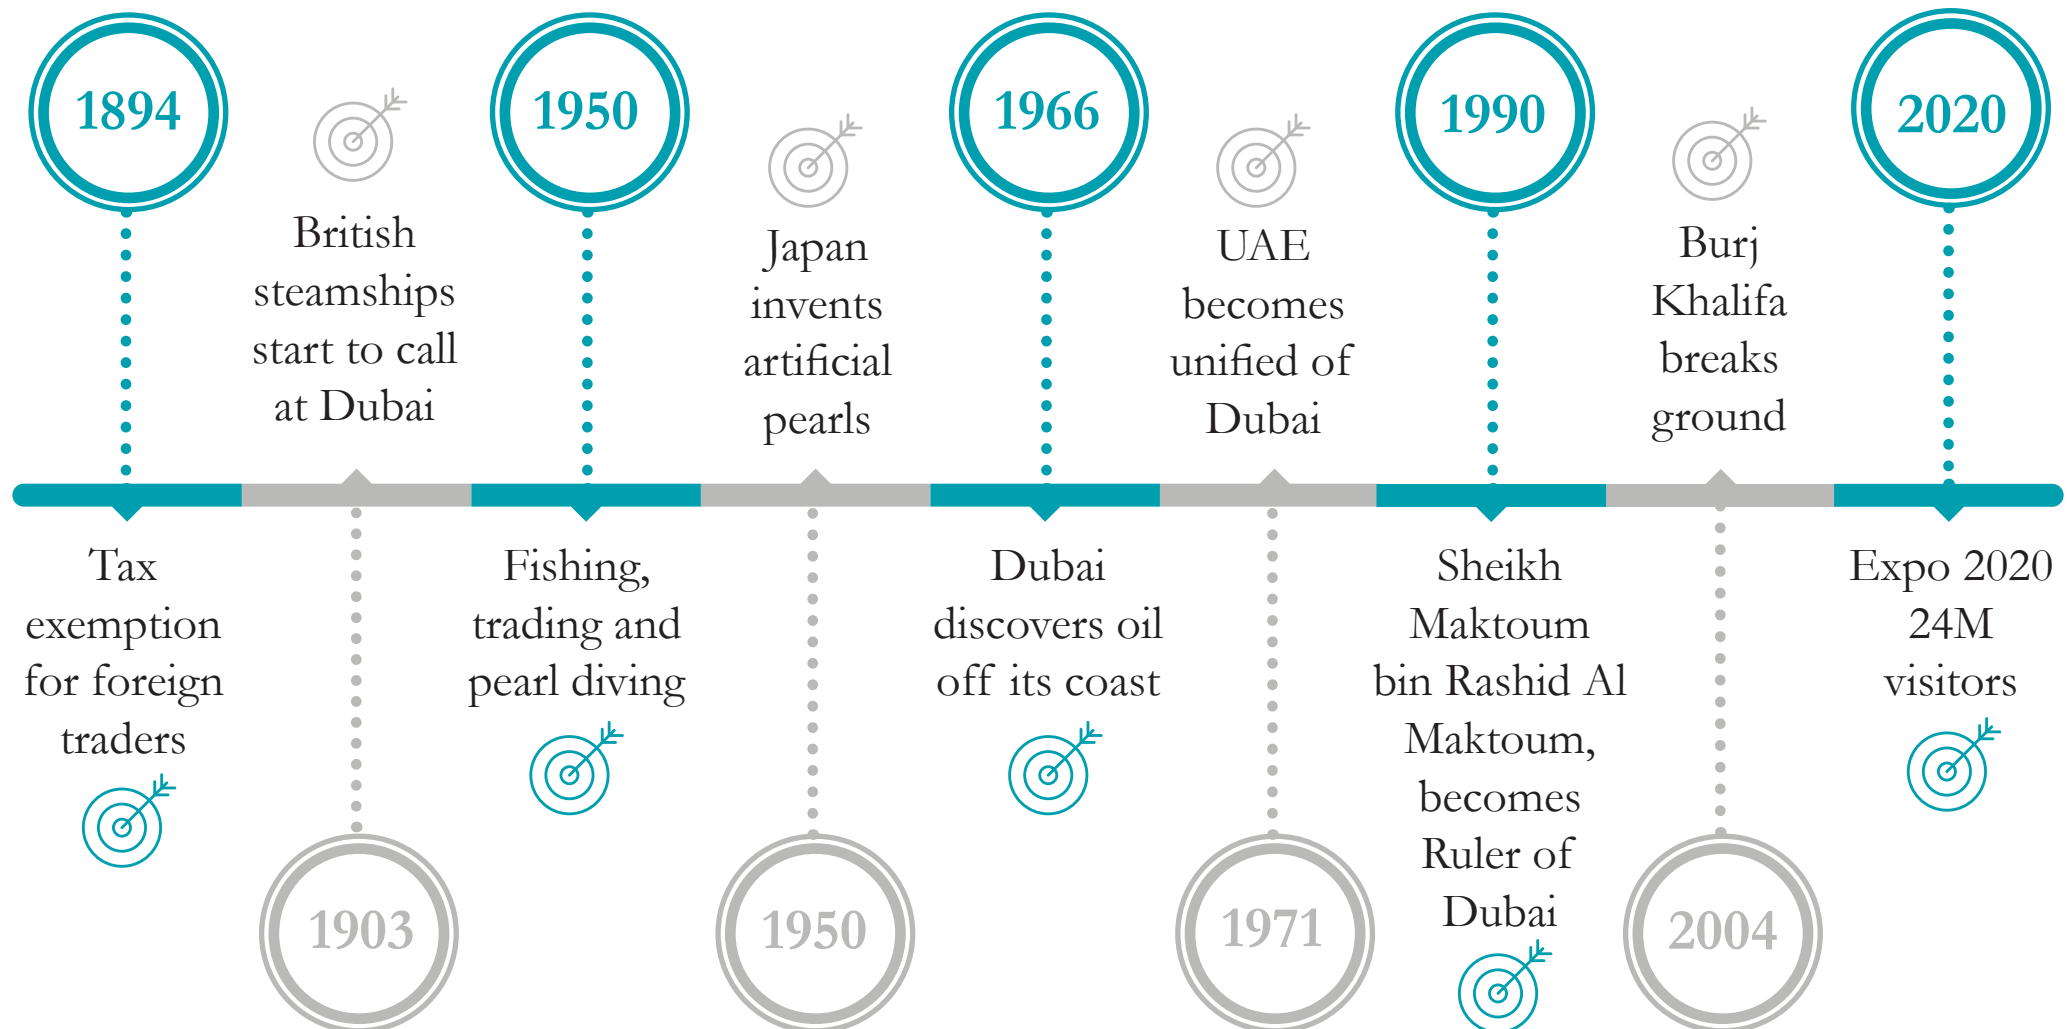 1894
Tax
exemption
for foreign
traders
British
steamships
start to call
at Dubai
1903
1950
Fishing,
trading and
pearl diving
Japan
invents
artificial
pearls
1950
1966
Dubai
discovers oil
off its coast
UAE
becomes
unified of
Dubai
1971
1990
Sheikh
Maktoum
bin Rashid Al
Maktoum,
becomes
Ruler of
Dubai
Burj
Khalifa
breaks
ground
2004
2020
Expo 2020
24M
visitors